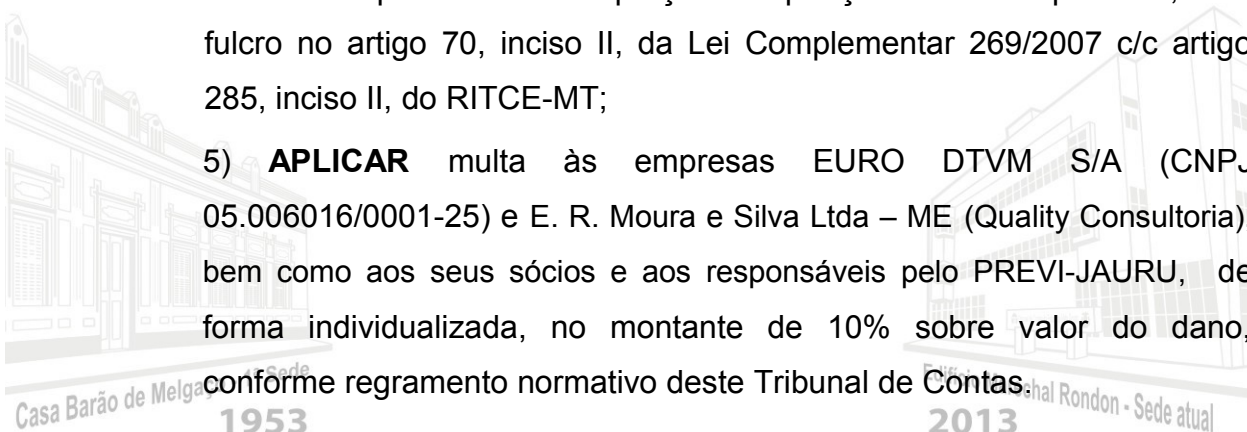 fulcro no artigo 70, inciso II, da Lei Complementar 269/2007 c/c artigo
285, inciso II, do RITCE-MT;
5) APLICAR multa às empresas EURO DTVM S/A (CNPJ
05.006016/0001-25) e E. R. Moura e Silva Ltda – ME (Quality Consultoria)
bem como aos seus sócios e aos responsáveis pelo PREVI-JAURU, de
forma individualizada, no montante de 10% sobre valor do dano,
conforme regramento normativo deste Tribunal de Contas.
Casa Barão de Melgaço Sede
1953
Rondon - Sede atual
2013